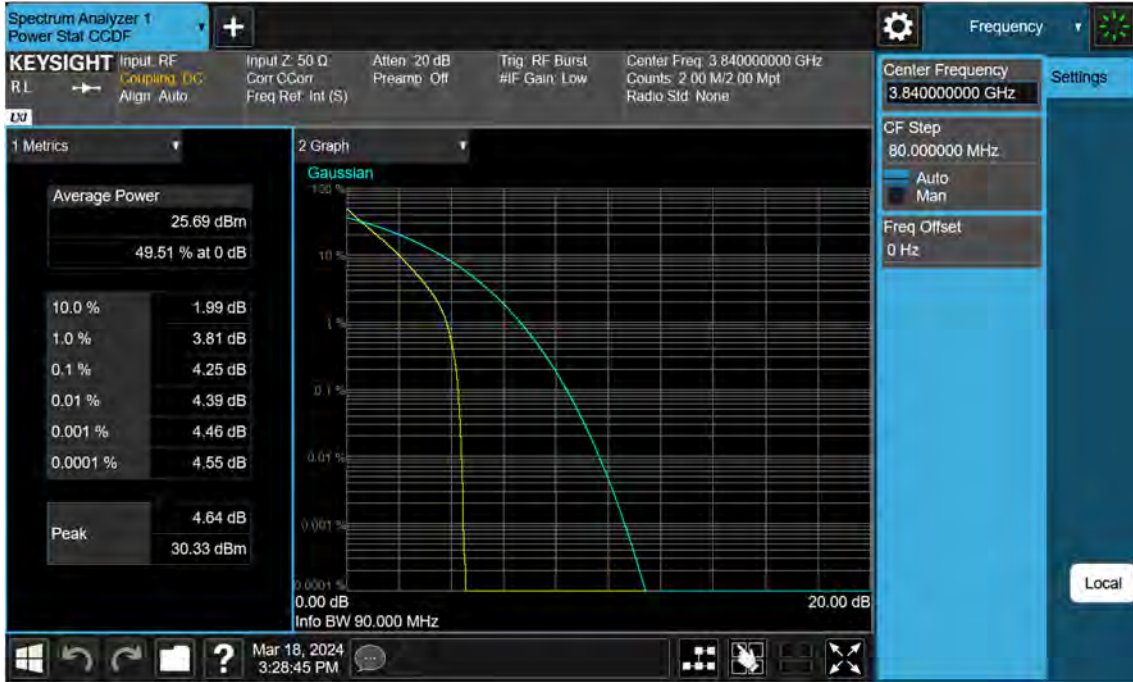 Spectrum Analyzer 1
Power Stat CCDF
Frequency
KEYSIGHT
R L
LXI
Input: RF
Coupling: DC
Align: Auto
Input Z: 50 Ω
Corr CCorr
Freq Ref: Int (S)
Atten: 20 dB
Preamp: Off
Trig: RF Burst
#IF Gain: Low
Center Freq: 3.840000000 GHz
Counts: 2.00 M/2.00 Mpt
Radio Std: None
Center Frequency
3.840000000 GHz
Settings
CF Step
80.000000 MHz
Auto
Man
Freq Offset
0 Hz
1 Metrics
Average Power
25.69 dBm
49.51 % at 0 dB
10.0 % 1.99 dB
1.0 % 3.81 dB
0.1 % 4.25 dB
0.01 % 4.39 dB
0.001 % 4.46 dB
0.0001 % 4.55 dB
Peak
4.64 dB
30.33 dBm
2 Graph
Gaussian
100 %
10 %
1 %
0.1 %
0.01 %
0.001 %
0.0001 %
0.00 dB 20.00 dB
Info BW 90.000 MHz
Local
?
Mar 18, 2024
3:28:45 PM